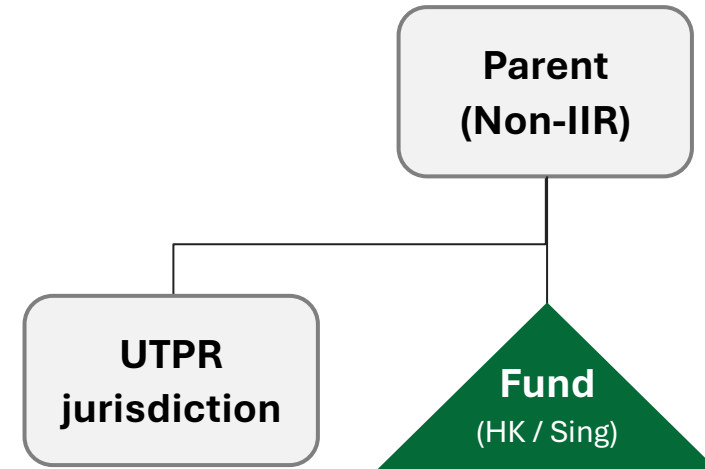 Parent
(Non-IIR)
UTPR
jurisdiction
Fund
(HK / Sing)